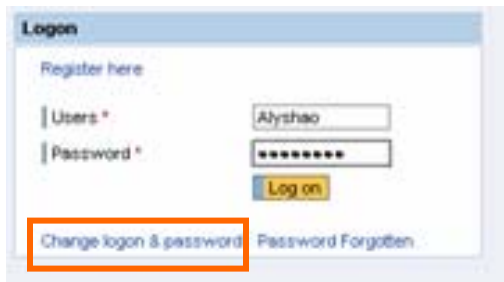 Logon
Register here
Users * Alyshao
Password * ••••••••
Log on
Change logon & password Password Forgotten